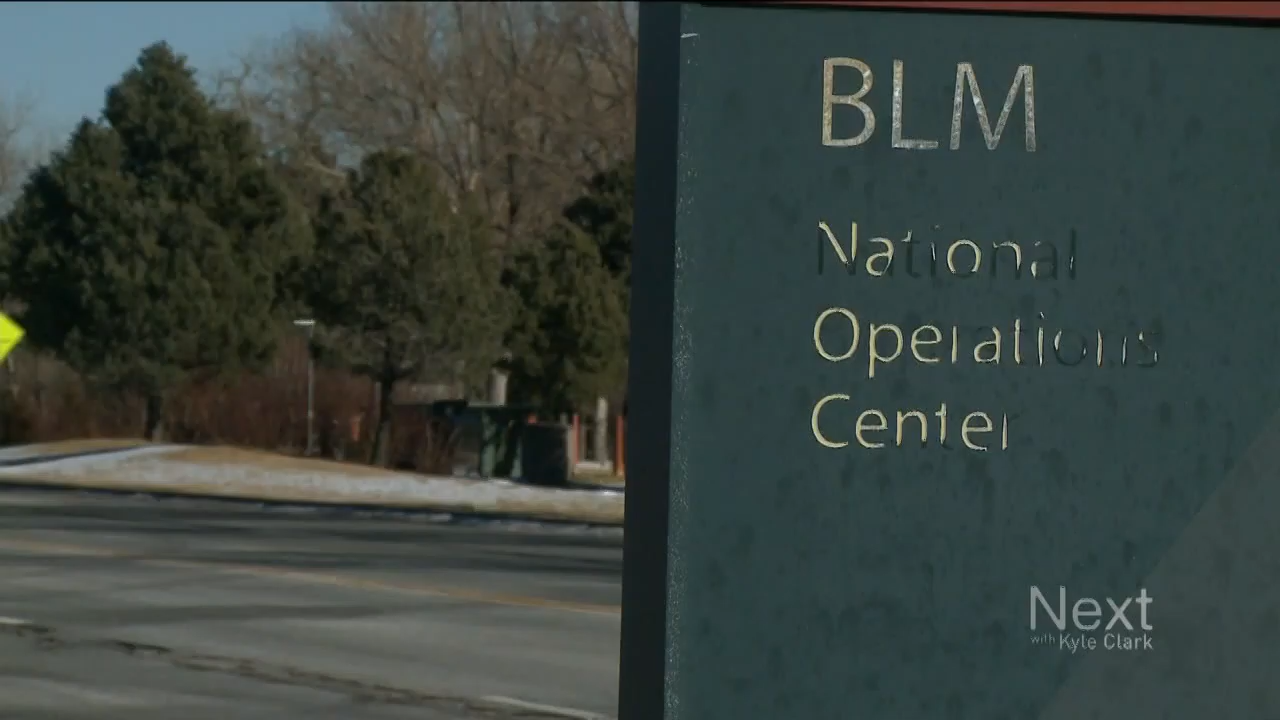 BLM
National
Operations
Center
Next
with Kyle Clark